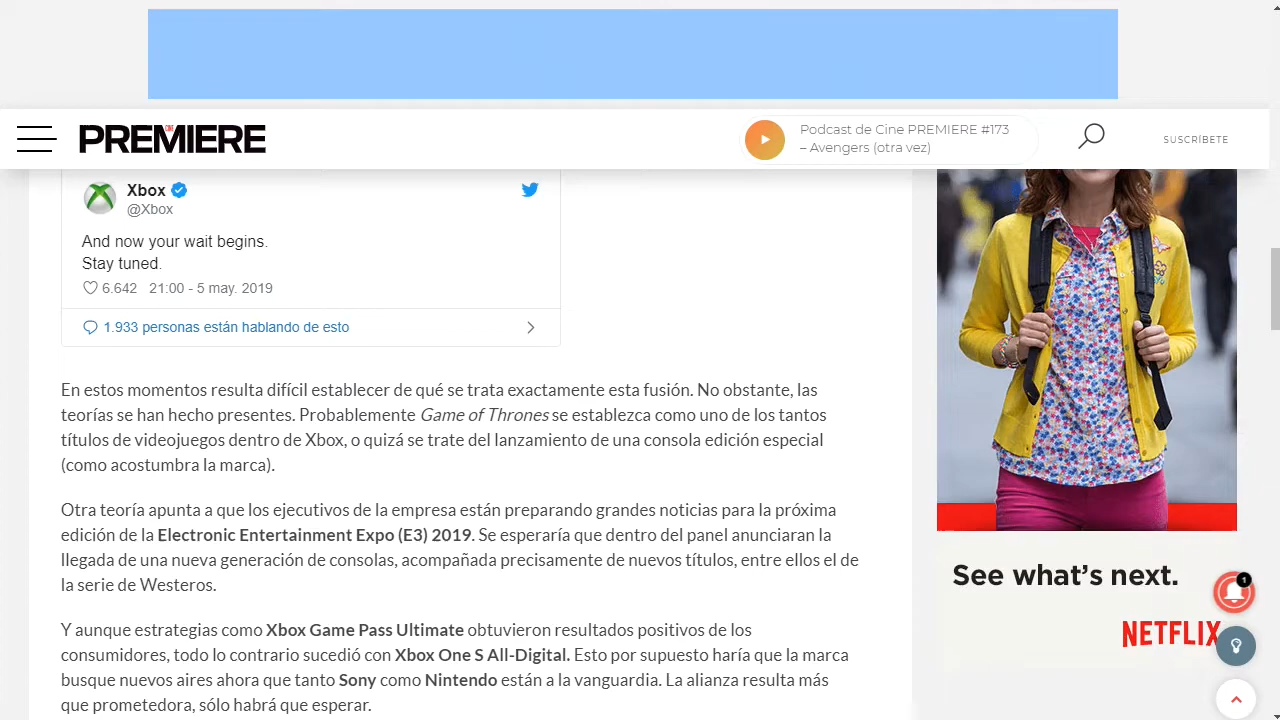 CINE
PREMIERE
Podcast de Cine PREMIERE #173
– Avengers (otra vez)
SUSCRÍBETE
Xbox
@Xbox
And now your wait begins.
Stay tuned.
6.642 21:00 - 5 may. 2019
1.933 personas están hablando de esto
En estos momentos resulta difícil establecer de qué se trata exactamente esta fusión. No obstante, las
teorías se han hecho presentes. Probablemente Game of Thrones se establezca como uno de los tantos
títulos de videojuegos dentro de Xbox, o quizá se trate del lanzamiento de una consola edición especial
(como acostumbra la marca).
Otra teoría apunta a que los ejecutivos de la empresa están preparando grandes noticias para la próxima
edición de la Electronic Entertainment Expo (E3) 2019. Se esperaría que dentro del panel anunciaran la
llegada de una nueva generación de consolas, acompañada precisamente de nuevos títulos, entre ellos el de
la serie de Westeros.
Y aunque estrategias como Xbox Game Pass Ultimate obtuvieron resultados positivos de los
consumidores, todo lo contrario sucedió con Xbox One S All-Digital. Esto por supuesto haría que la marca
busque nuevos aires ahora que tanto Sony como Nintendo están a la vanguardia. La alianza resulta más
que prometedora, sólo habrá que esperar.
See what's next.
1
NETFLIX